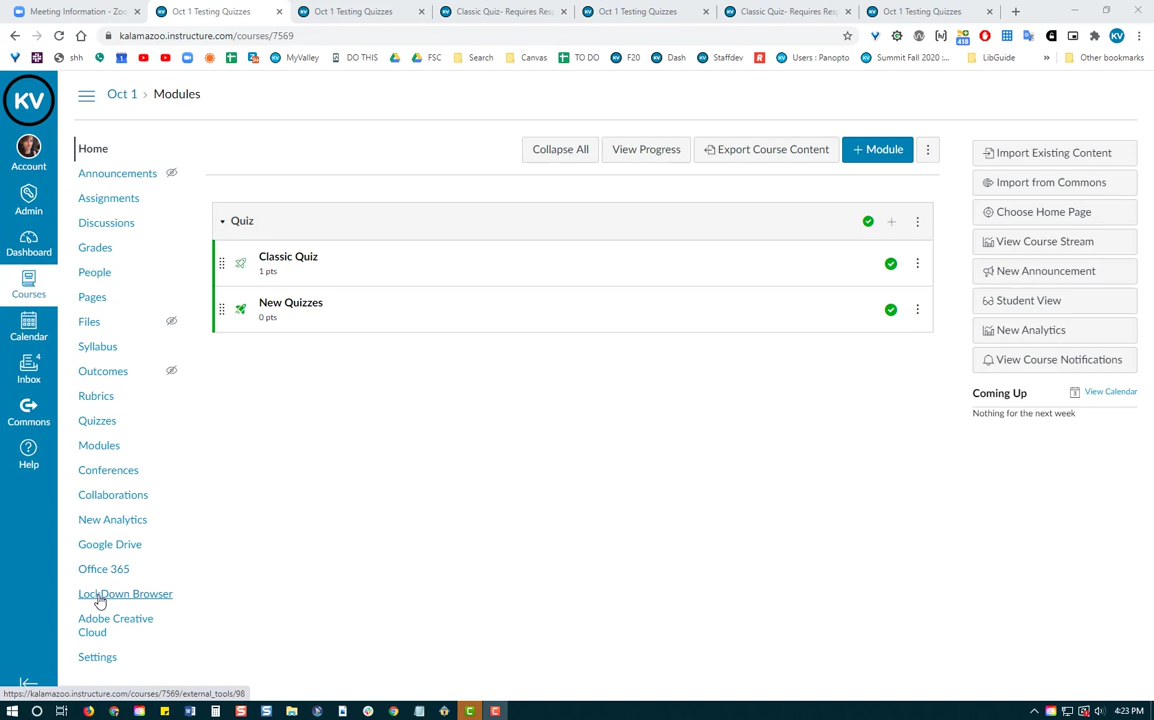 Meeting Information - Zoo
Oct 1 Testing Quizzes
Oct 1 Testing Quizzes
Classic Quiz- Requires Resp
Oct 1 Testing Quizzes
Classic Quiz- Requires Res
Oct 1 Testing Quizzes
kalamazoo.instructure.com/courses/7569
418
KV
shh
MyValley
DO THIS
FSC
Search
Canvas
TO DO
F20
Dash
Staffdev
Users : Panopto
Summit Fall 2020 :...
LibGuide
»
Other bookmarks
KV
Account
Admin
Dashboard
Courses
Calendar
4
Inbox
Commons
Help
Oct 1 › Modules
Home
Announcements
Assignments
Discussions
Grades
People
Pages
Files
Syllabus
Outcomes
Rubrics
Quizzes
Modules
Conferences
Collaborations
New Analytics
Google Drive
Office 365
LockDown Browser
Adobe Creative
Cloud
Settings
Collapse All
View Progress
Export Course Content
+ Module
Quiz
Classic Quiz
1 pts
New Quizzes
0 pts
Import Existing Content
Import from Commons
Choose Home Page
View Course Stream
New Announcement
Student View
New Analytics
View Course Notifications
Coming Up
View Calendar
Nothing for the next week
https://kalamazoo.instructure.com/courses/7569/external_tools/98
4:23 PM